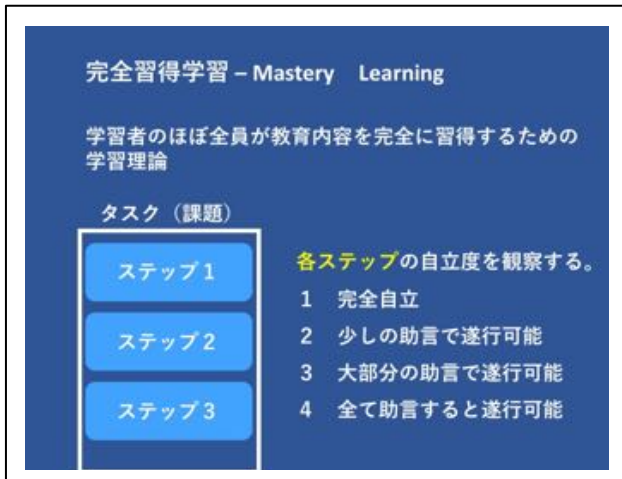 完全習得学習 – Mastery Learning
学習者のほぼ全員が教育内容を完全に習得するための
学習理論
タスク（課題）
ステップ1
ステップ2
ステップ3
各ステップの自立度を観察する。
1 完全自立
2 少しの助言で遂行可能
3 大部分の助言で遂行可能
4 全て助言すると遂行可能